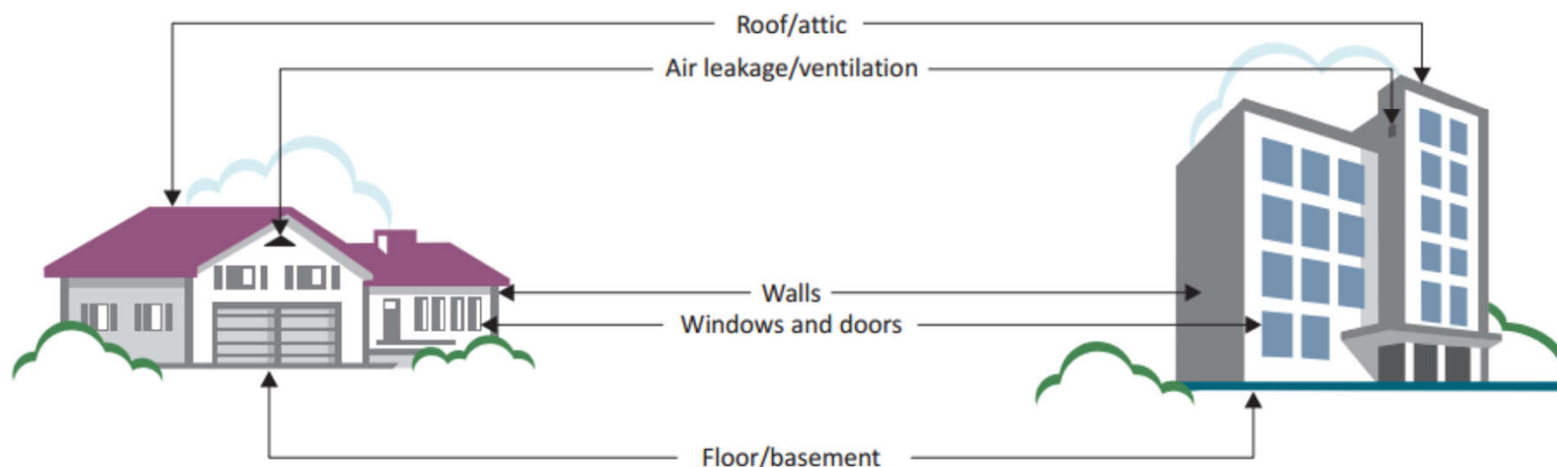 Roof/attic
Air leakage/ventilation
Walls
Windows and doors
Floor/basement